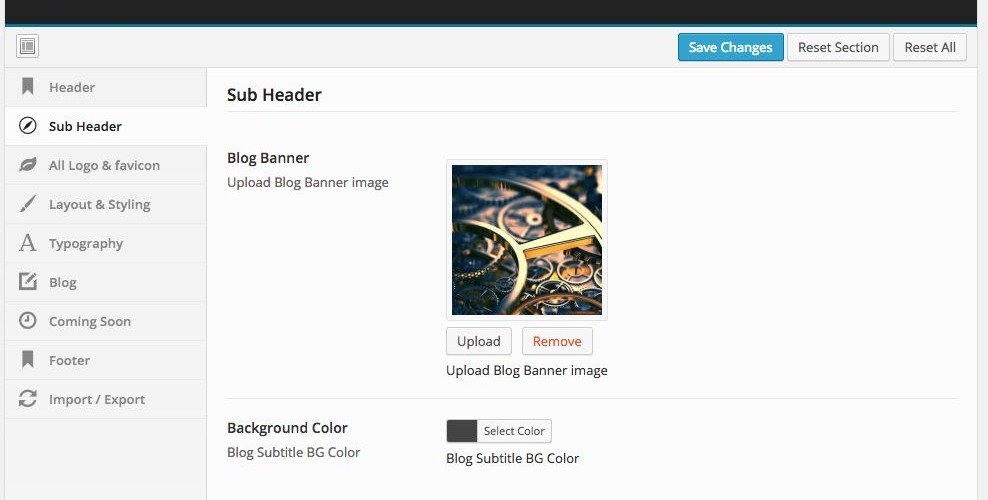 Save Changes
Reset Section
Reset All
Header
Sub Header
All Logo & favicon
Layout & Styling
Typography
Blog
Coming Soon
Footer
Import / Export
Sub Header
Blog Banner
Upload Blog Banner image
Upload
Remove
Upload Blog Banner image
Background Color
Blog Subtitle BG Color
Select Color
Blog Subtitle BG Color